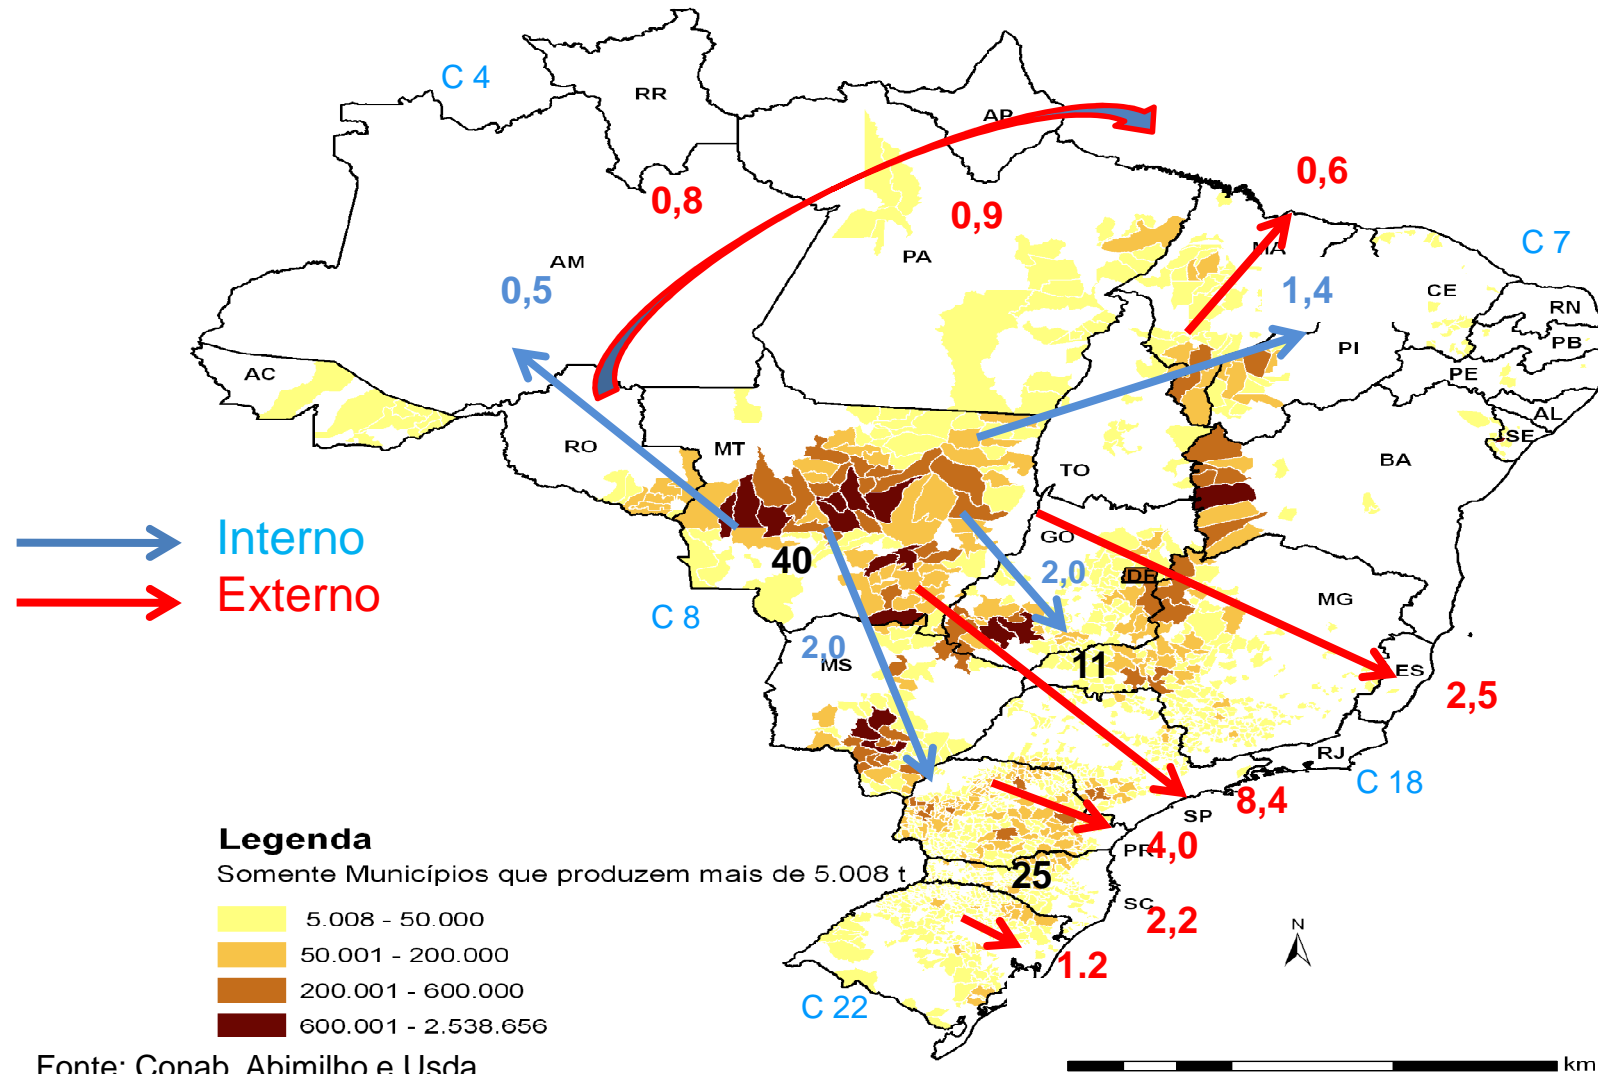 C 4
RR
AP
0,6
0,8
0,9
C 7
MA
PA
AM
0,5
1,4
CE
RN
PB
PI
PE
AC
AL
SE
RO
MT
BA
TO
Interno
GO
40
2,0
DF
Externo
MG
C 8
2,0
MS
11
ES
2,5
RJ
C 18
8,4
SP
Legenda
PR
4,0
Somente Municípios que produzem mais de 5.008 t
25
SC
2,2
5.008 - 50.000
N
50.001 - 200.000
1.2
200.001 - 600.000
C 22
600.001 - 2.538.656
Fonte: Conab, Abimilho e Usda
km